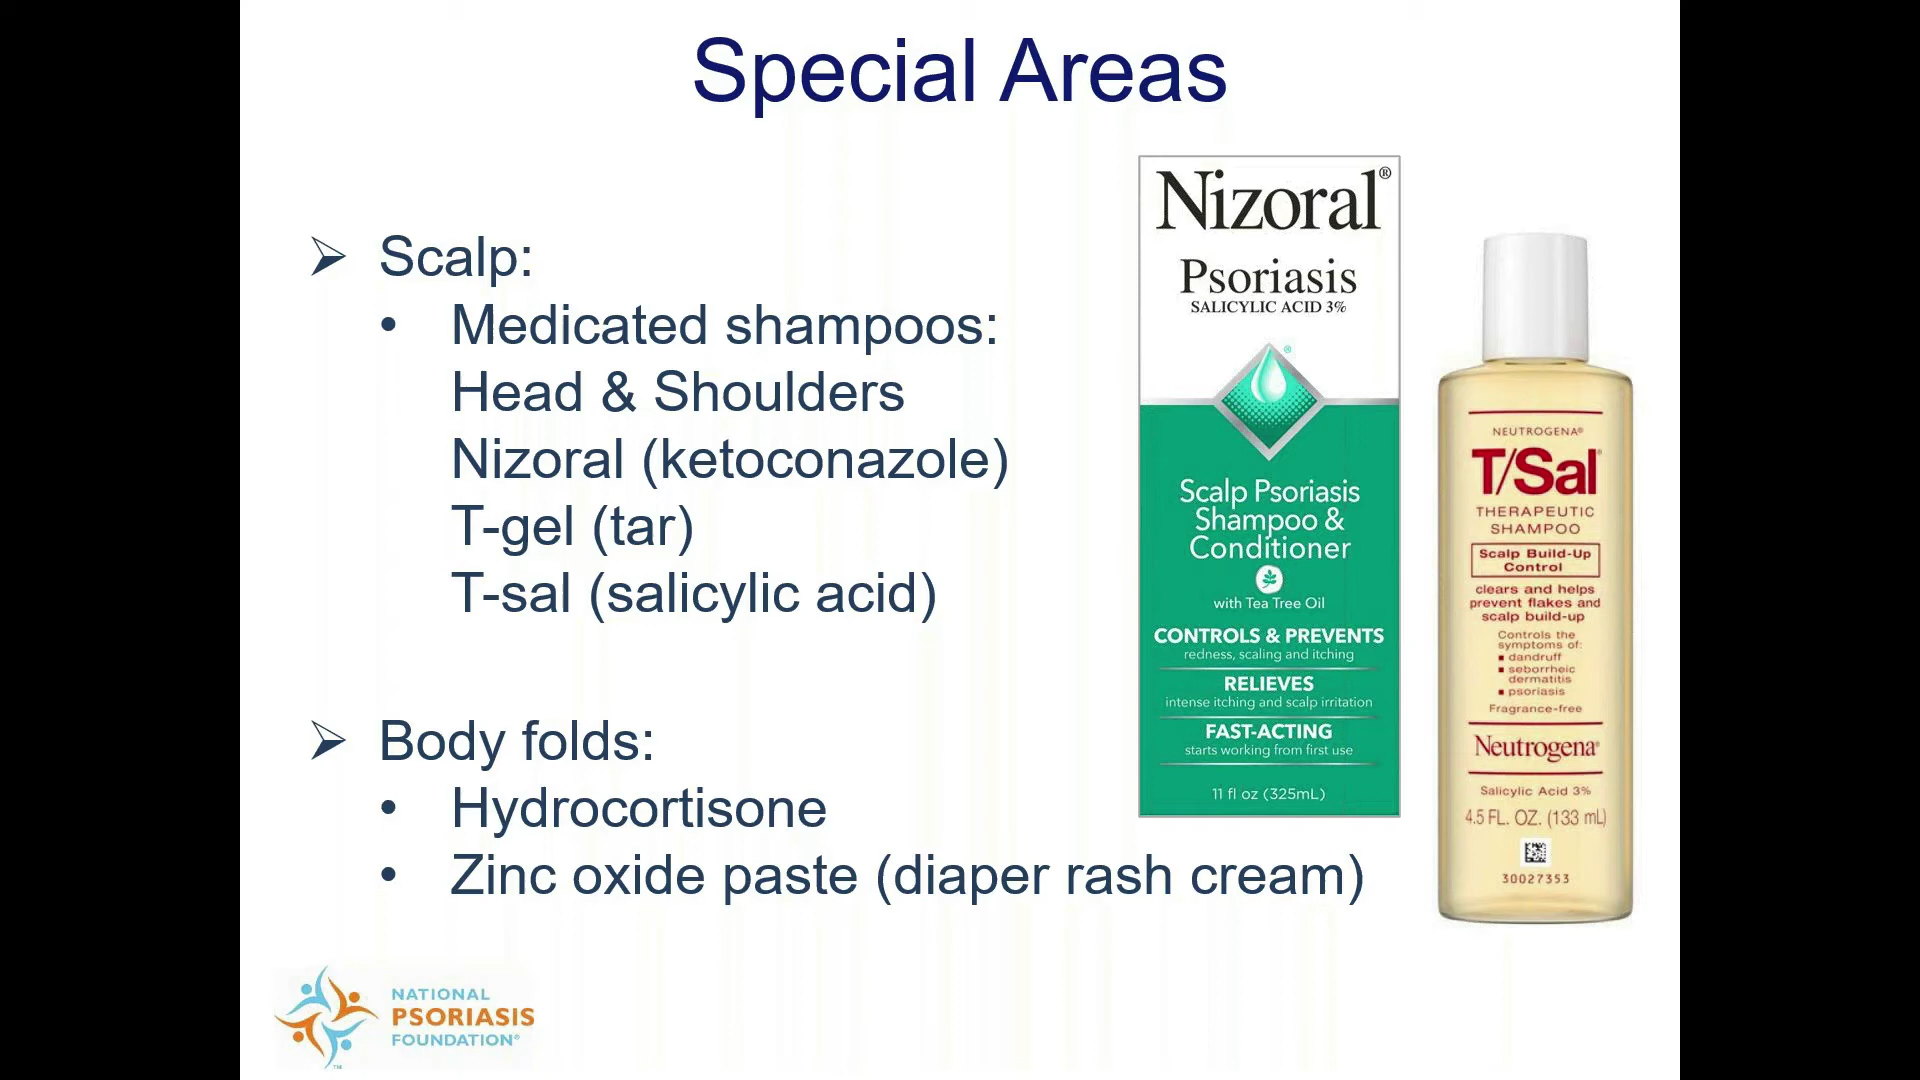 Special Areas
➢ Scalp:
• Medicated shampoos:
Head & Shoulders
Nizoral (ketoconazole)
T-gel (tar)
T-sal (salicylic acid)
➢ Body folds:
• Hydrocortisone
• Zinc oxide paste (diaper rash cream)
Nizoral®
Psoriasis
SALICYLIC ACID 3%
®
Scalp Psoriasis
Shampoo &
Conditioner
with Tea Tree Oil
CONTROLS & PREVENTS
redness, scaling and itching
RELIEVES
intense itching and scalp irritation
FAST-ACTING
starts working from first use
11 fl oz (325mL)
NEUTROGENA®
T/Sal®
THERAPEUTIC
SHAMPOO
Scalp Build-Up
Control
clears and helps
prevent flakes and
scalp build-up
Controls the
symptoms of:
▪ dandruff
▪ seborrheic
dermatitis
▪ psoriasis
Fragrance-free
Neutrogena®
Salicylic Acid 3%
4.5 FL. OZ. (133 mL)
30027353
NATIONAL
PSORIASIS
FOUNDATION®
™